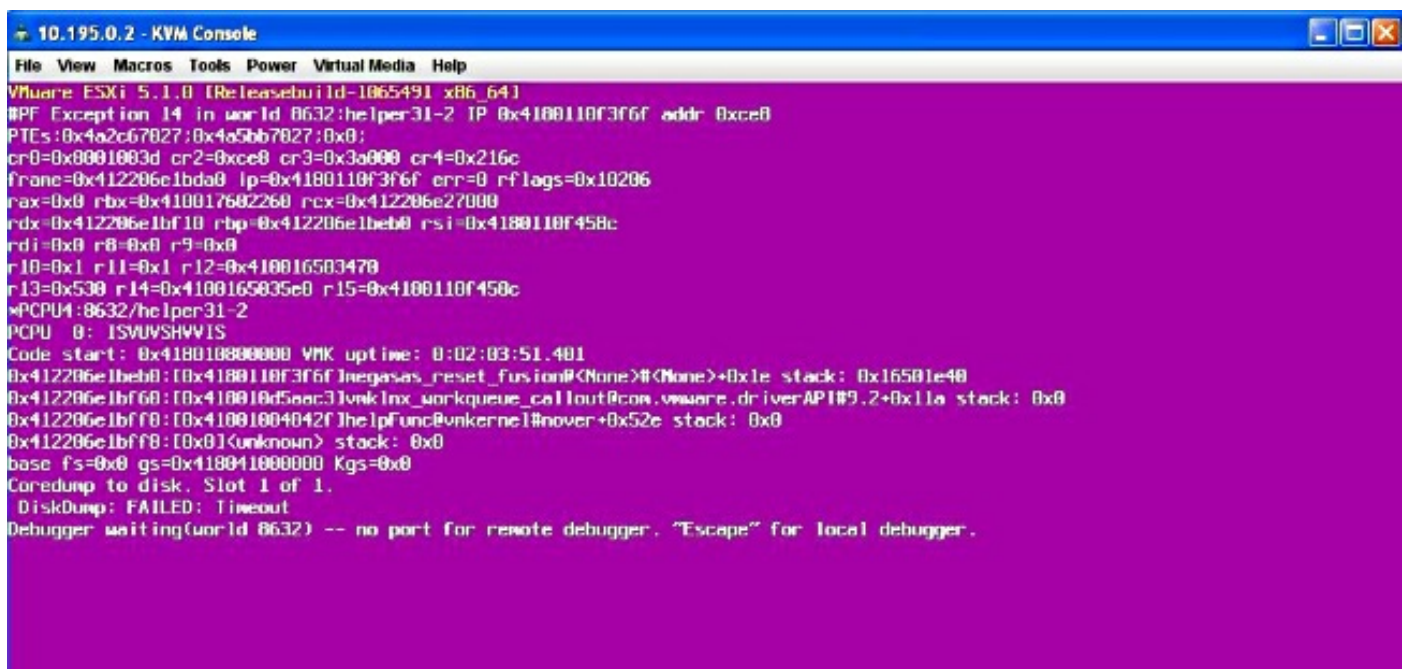 10.195.0.2 - KVM Console
File View Macros Tools Power Virtual Media Help
VMware ESXi 5.1.0 [Releasebuild-1065491 x86_64]
#PF Exception 14 in world 8632:helper31-2 IP 0x4180110f3f6f addr 0xce8
PTEs:0x4a2c67027;0x4a5bb7027;0x0;
cr0=0x8001003d cr2=0xce8 cr3=0x3a000 cr4=0x216c
frame=0x412206e1bda0 ip=0x4180110f3f6f err=0 rflags=0x10206
rax=0x0 rbx=0x410017602260 rcx=0x412206e27000
rdx=0x412206e1bf10 rbp=0x412206e1beb0 rsi=0x4180110f458c
rdi=0x0 r8=0x0 r9=0x0
r10=0x1 r11=0x1 r12=0x410016503470
r13=0x530 r14=0x4100165035e0 r15=0x4180110f458c
*PCPU4:8632/helper31-2
PCPU 0: ISVUVSHVVIS
Code start: 0x418010800000 VMK uptime: 0:02:03:51.401
0x412206e1beb0:[0x4180110f3f6f]megasas_reset_fusion@<None>#<None>+0x1e stack: 0x16501e40
0x412206e1bf60:[0x418010d5aac3]vmklnx_workqueue_callout@com.vmware.driverAPI#9.2+0x11a stack: 0x0
0x412206e1bff0:[0x41801084042f]helpFunc@vmkernel#nover+0x52e stack: 0x0
0x412206e1bff8:[0x0]<unknown> stack: 0x0
base fs=0x0 gs=0x418041000000 Kgs=0x0
Coredump to disk. Slot 1 of 1.
DiskDump: FAILED: Timeout
Debugger waiting(world 8632) -- no port for remote debugger. "Escape" for local debugger.